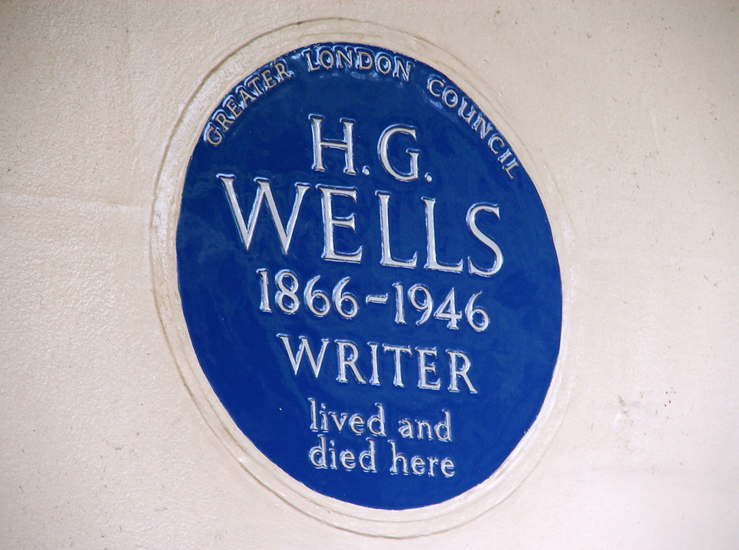 GREATER LONDON COUNCIL
H.G.
WELLS
1866-1946
WRITER
lived and
died here